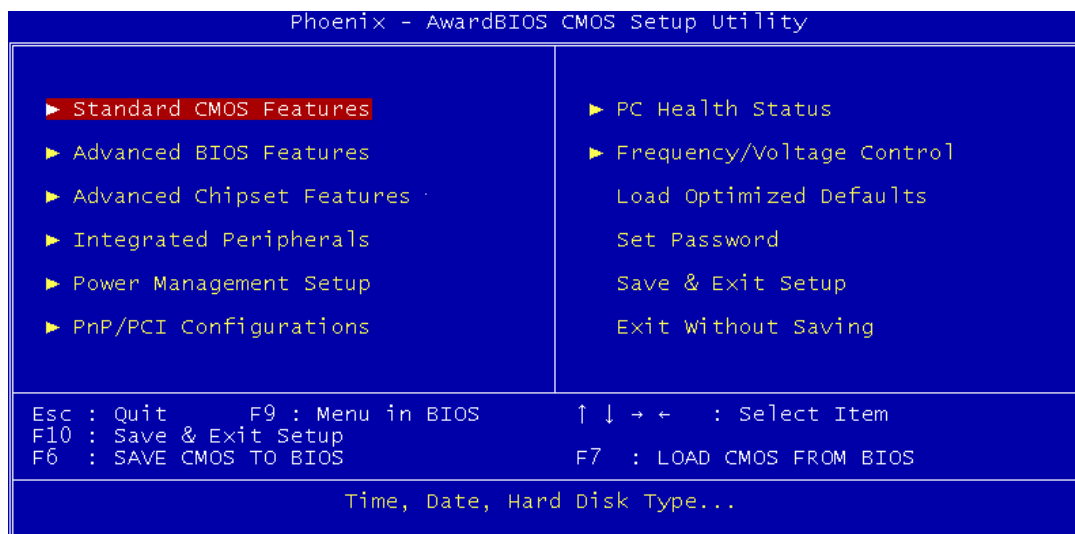 Phoenix - AwardBIOS CMOS Setup Utility
► Standard CMOS Features
► Advanced BIOS Features
► Advanced Chipset Features
► Integrated Peripherals
► Power Management Setup
► PnP/PCI Configurations
► PC Health Status
► Frequency/Voltage Control
Load Optimized Defaults
Set Password
Save & Exit Setup
Exit Without Saving
Esc : Quit F9 : Menu in BIOS ↑ ↓ → ← : Select Item
F10 : Save & Exit Setup
F6 : SAVE CMOS TO BIOS F7 : LOAD CMOS FROM BIOS
Time, Date, Hard Disk Type...